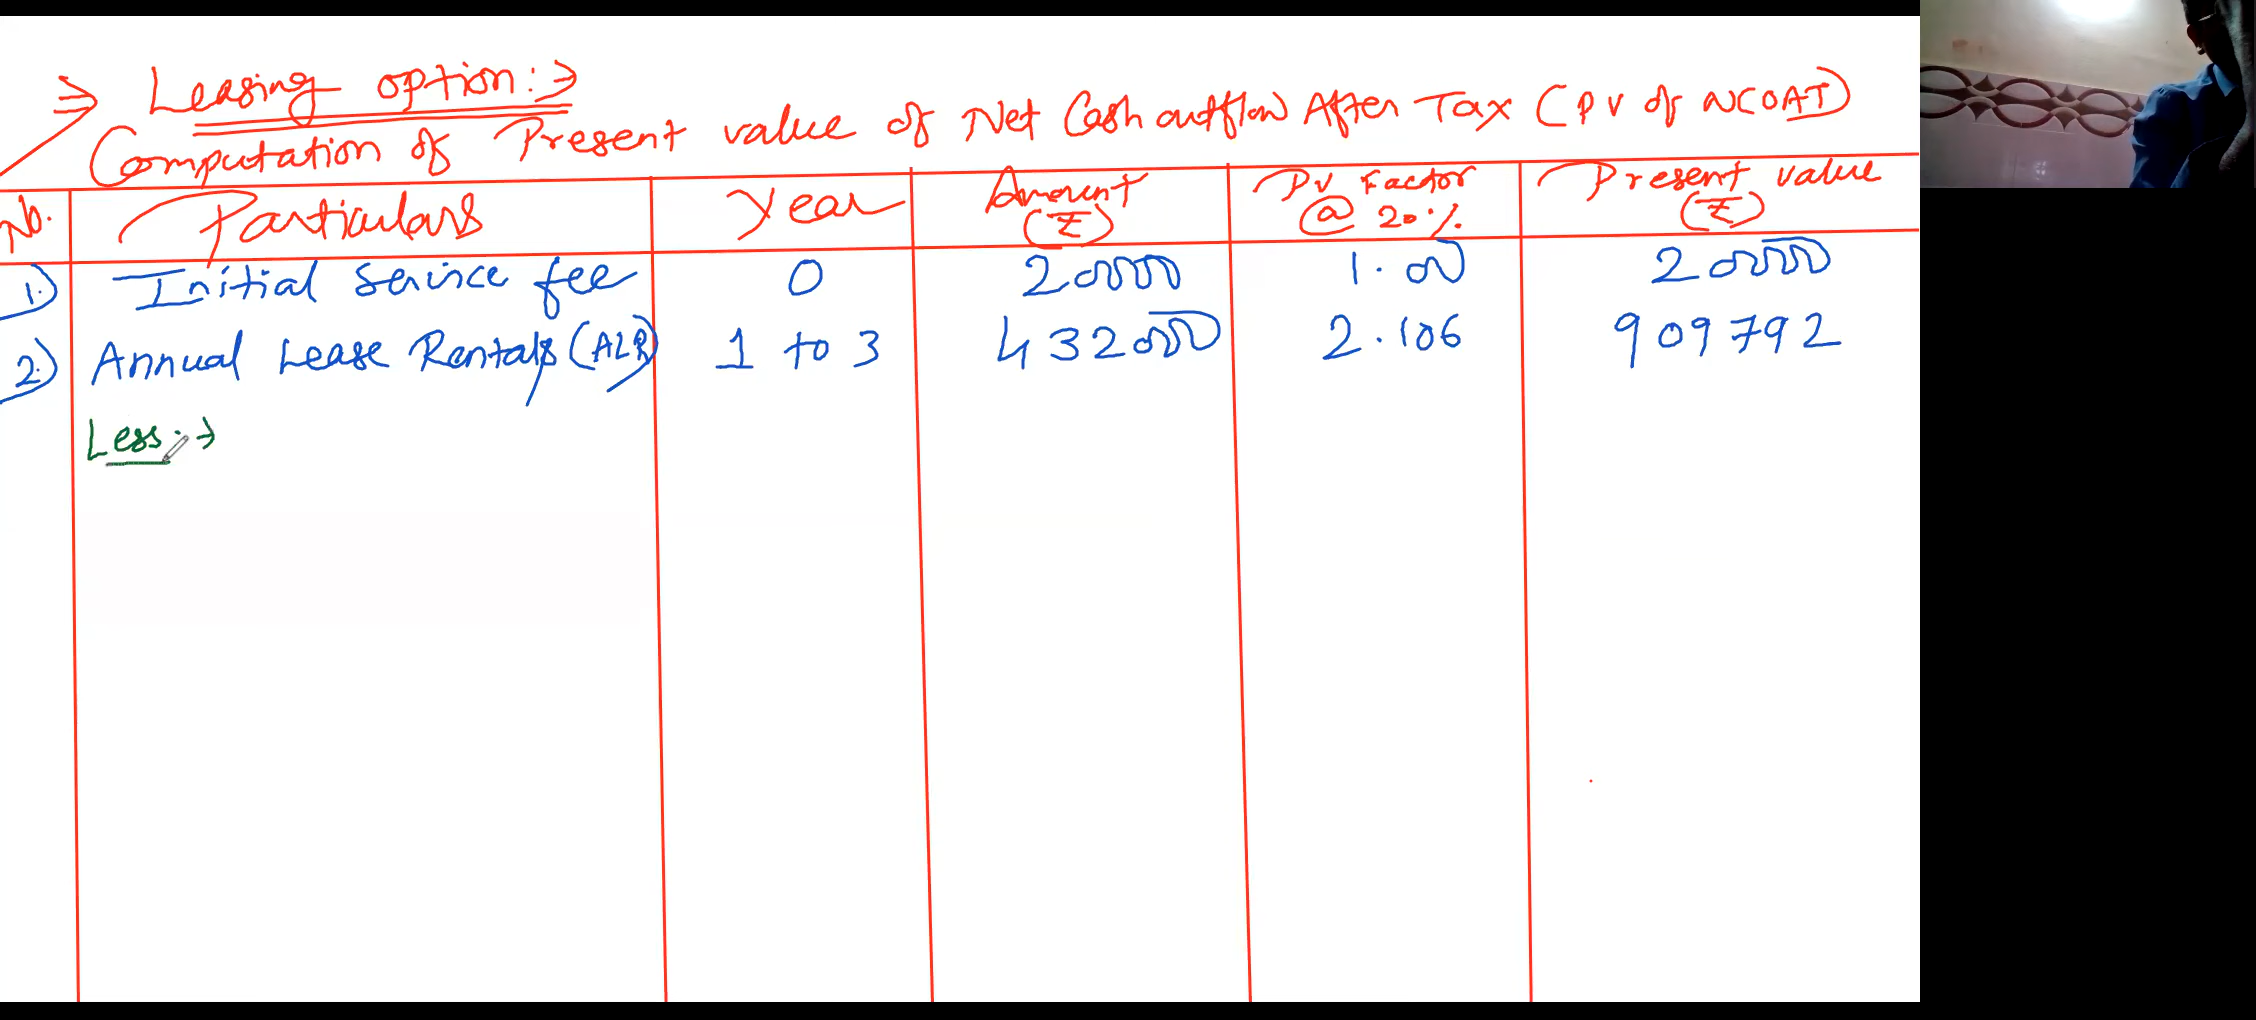 ⇒ Leasing option:→
Computation of Present value of Net Cash outflow After Tax (PV of NCOAT)
No. Particulars Year Amount (₹) PV Factor @ 20% Present value (₹)
1.) Initial Service fee 0 20000 1.00 20000
2.) Annual Lease Rentals (ALR) 1 to 3 432000 2.106 909792
Less:→